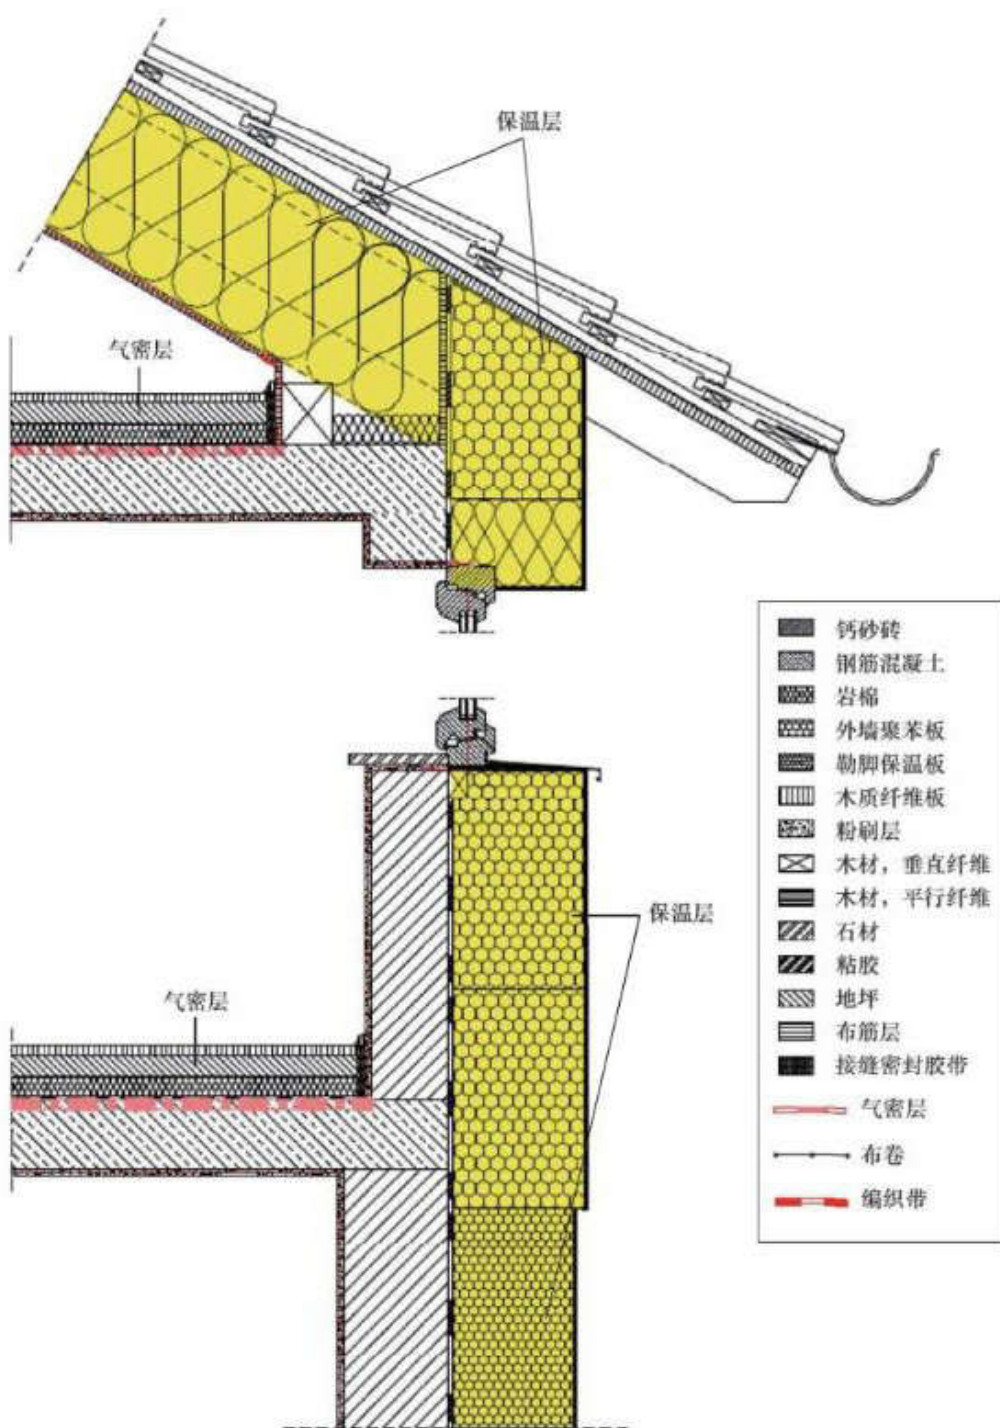 保温层
气密层
钙砂砖
钢筋混凝土
岩棉
外墙聚苯板
勒脚保温板
木质纤维板
粉刷层
木材，垂直纤维
木材，平行纤维
石材
粘胶
地坪
布筋层
接缝密封胶带
气密层
布卷
编织带
保温层
气密层